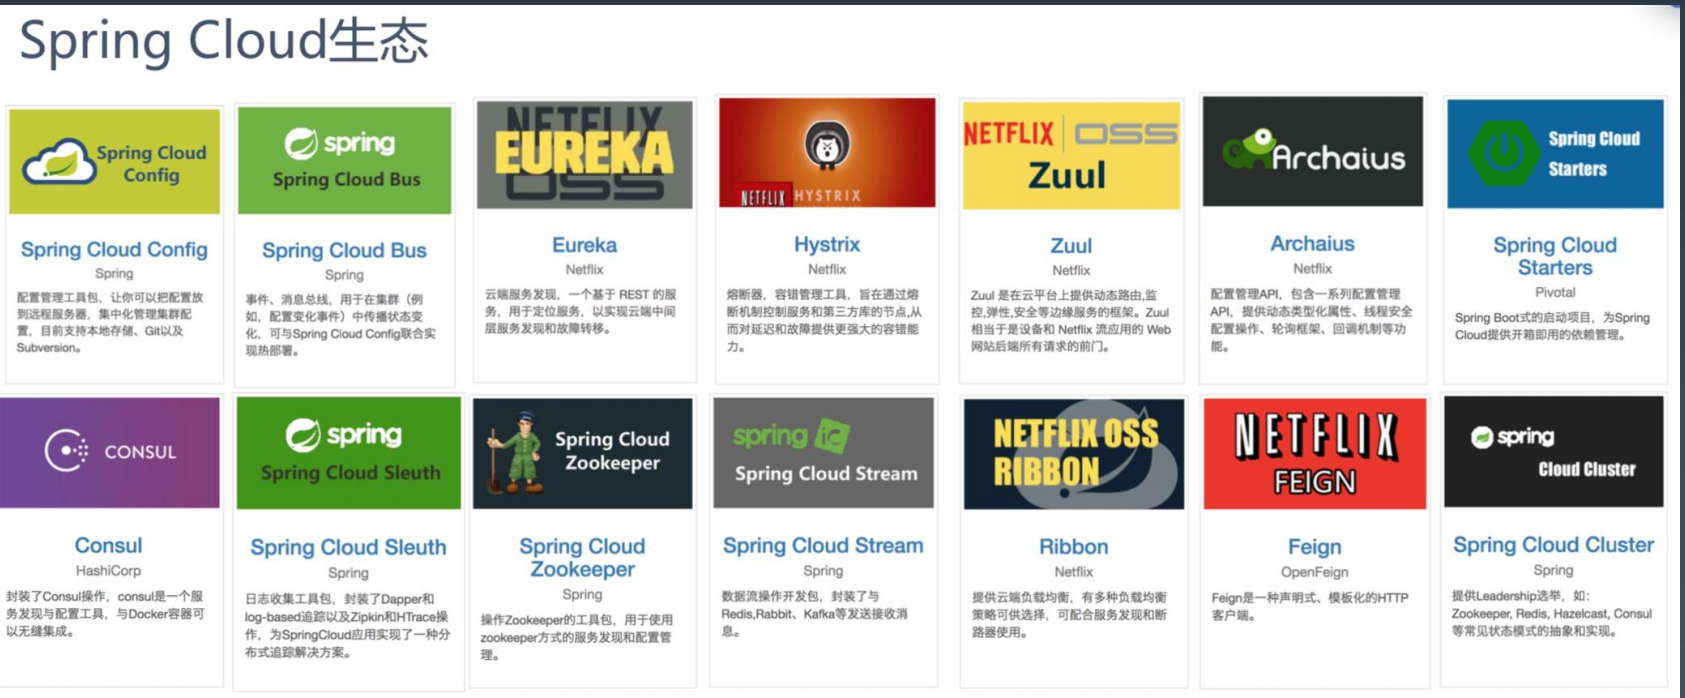 Spring Cloud生态
Spring Cloud
Config
Spring Cloud Config
Spring
配置管理工具包，让你可以把配置放
到远程服务器，集中化管理集群配
置，目前支持本地存储、Git以及
Subversion。
spring
Spring Cloud Bus
Spring Cloud Bus
Spring
事件、消息总线，用于在集群（例
如，配置变化事件）中传播状态变
化，可与Spring Cloud Config联合实
现热部署。
NETFLIX
EUREKA
OSS
Eureka
Netflix
云端服务发现，一个基于 REST 的服
务，用于定位服务，以实现云端中间
层服务发现和故障转移。
NETFLIX HYSTRIX
Hystrix
Netflix
熔断器，容错管理工具，旨在通过熔
断机制控制服务和第三方库的节点,从
而对延迟和故障提供更强大的容错能
力。
NETFLIX OSS
Zuul
Zuul
Netflix
Zuul 是在云平台上提供动态路由,监
控,弹性,安全等边缘服务的框架。Zuul
相当于是设备和 Netflix 流应用的 Web
网站后端所有请求的前门。
Archaius
Archaius
Netflix
配置管理API，包含一系列配置管理
API，提供动态类型化属性、线程安全
配置操作、轮询框架、回调机制等功
能。
Spring Cloud
Starters
Spring Cloud
Starters
Pivotal
Spring Boot式的启动项目，为Spring
Cloud提供开箱即用的依赖管理。
CONSUL
Consul
HashiCorp
封装了Consul操作，consul是一个服
务发现与配置工具，与Docker容器可
以无缝集成。
spring
Spring Cloud Sleuth
Spring Cloud Sleuth
Spring
日志收集工具包，封装了Dapper和
log-based追踪以及Zipkin和HTrace操
作，为SpringCloud应用实现了一种分
布式追踪解决方案。
Spring Cloud
Zookeeper
Spring Cloud
Zookeeper
Spring
操作Zookeeper的工具包，用于使用
zookeeper方式的服务发现和配置管
理。
spring
Spring Cloud Stream
Spring Cloud Stream
Spring
数据流操作开发包，封装了与
Redis,Rabbit、Kafka等发送接收消
息。
NETFLIX OSS
RIBBON
Ribbon
Netflix
提供云端负载均衡，有多种负载均衡
策略可供选择，可配合服务发现和断
路器使用。
NETFLIX
FEIGN
Feign
OpenFeign
Feign是一种声明式、模板化的HTTP
客户端。
spring
Cloud Cluster
Spring Cloud Cluster
Spring
提供Leadership选举，如：
Zookeeper, Redis, Hazelcast, Consul
等常见状态模式的抽象和实现。